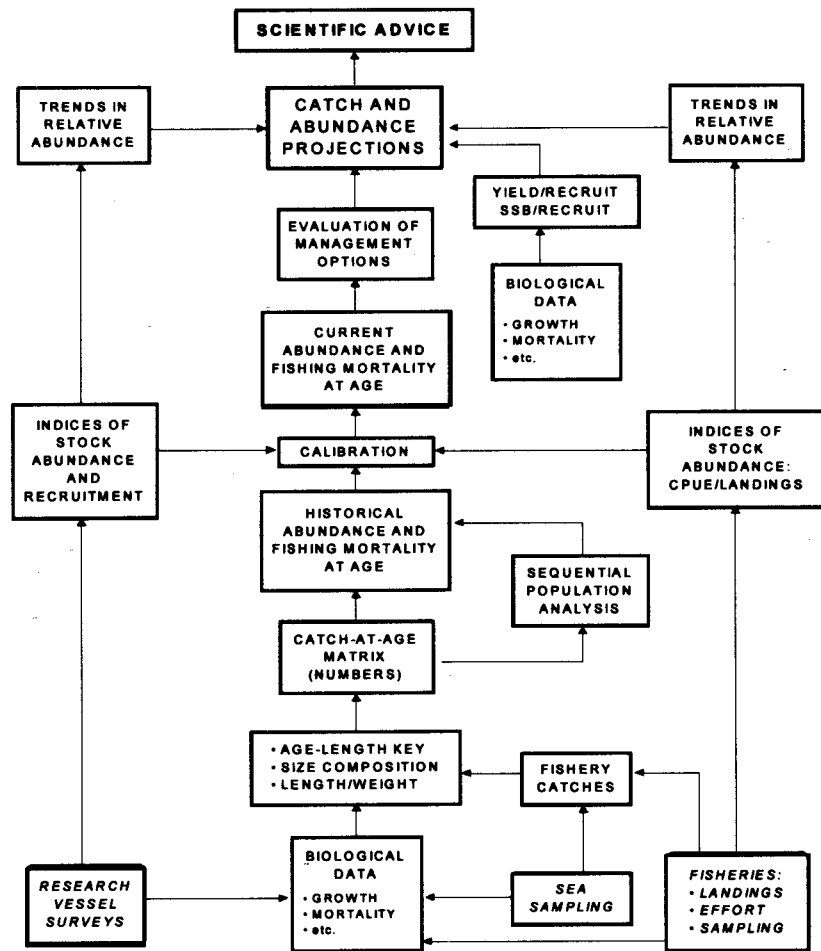 SCIENTIFIC ADVICE
TRENDS IN
RELATIVE
ABUNDANCE
CATCH AND
ABUNDANCE
PROJECTIONS
TRENDS IN
RELATIVE
ABUNDANCE
YIELD/RECRUIT
SSB/RECRUIT
EVALUATION OF
MANAGEMENT
OPTIONS
BIOLOGICAL
DATA
• GROWTH
• MORTALITY
• etc.
CURRENT
ABUNDANCE AND
FISHING MORTALITY
AT AGE
INDICES OF
STOCK
ABUNDANCE
AND
RECRUITMENT
CALIBRATION
INDICES OF
STOCK
ABUNDANCE:
CPUE/LANDINGS
HISTORICAL
ABUNDANCE AND
FISHING MORTALITY
AT AGE
SEQUENTIAL
POPULATION
ANALYSIS
CATCH-AT-AGE
MATRIX
(NUMBERS)
• AGE-LENGTH KEY
• SIZE COMPOSITION
• LENGTH/WEIGHT
FISHERY
CATCHES
RESEARCH
VESSEL
SURVEYS
BIOLOGICAL
DATA
• GROWTH
• MORTALITY
• etc.
SEA
SAMPLING
FISHERIES:
• LANDINGS
• EFFORT
• SAMPLING